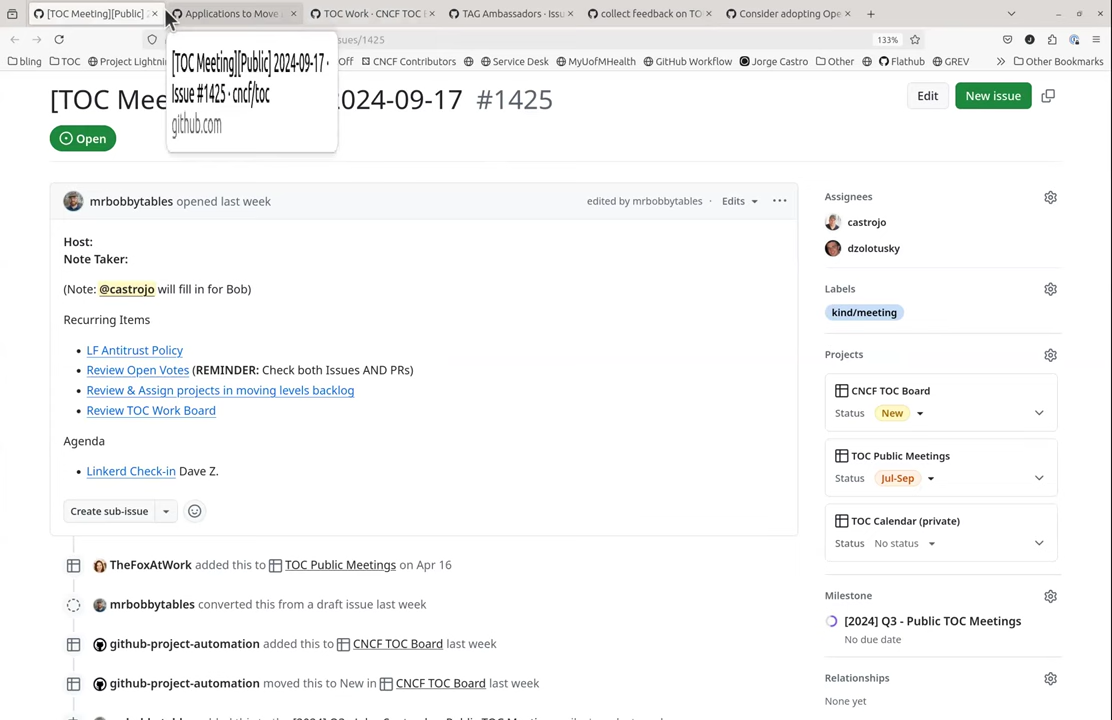 [TOC Meeting][Public] 2
Applications to Move
TOC Work · CNCF TOC
TAG Ambassadors · Issu
collect feedback on TO
Consider adopting Ope
sues/1425
133%
bling
TOC
Project Lightnin
Off
CNCF Contributors
Service Desk
MyUofMHealth
GitHub Workflow
Jorge Castro
Other
Flathub
GREV
Other Bookmarks
[TOC Meeting][Public] 2024-09-17 ·
Issue #1425 · cncf/toc
github.com
[TOC Mee
2024-09-17 #1425
Edit
New issue
Open
mrbobbytables opened last week
edited by mrbobbytables · Edits
Host:
Note Taker:
(Note: @castrojo will fill in for Bob)
Recurring Items
• LF Antitrust Policy
• Review Open Votes (REMINDER: Check both Issues AND PRs)
• Review & Assign projects in moving levels backlog
• Review TOC Work Board
Agenda
• Linkerd Check-in Dave Z.
Create sub-issue
TheFoxAtWork added this to TOC Public Meetings on Apr 16
mrbobbytables converted this from a draft issue last week
github-project-automation added this to CNCF TOC Board last week
github-project-automation moved this to New in CNCF TOC Board last week
Assignees
castrojo
dzolotusky
Labels
kind/meeting
Projects
CNCF TOC Board
Status New
TOC Public Meetings
Status Jul-Sep
TOC Calendar (private)
Status No status
Milestone
[2024] Q3 - Public TOC Meetings
No due date
Relationships
None yet